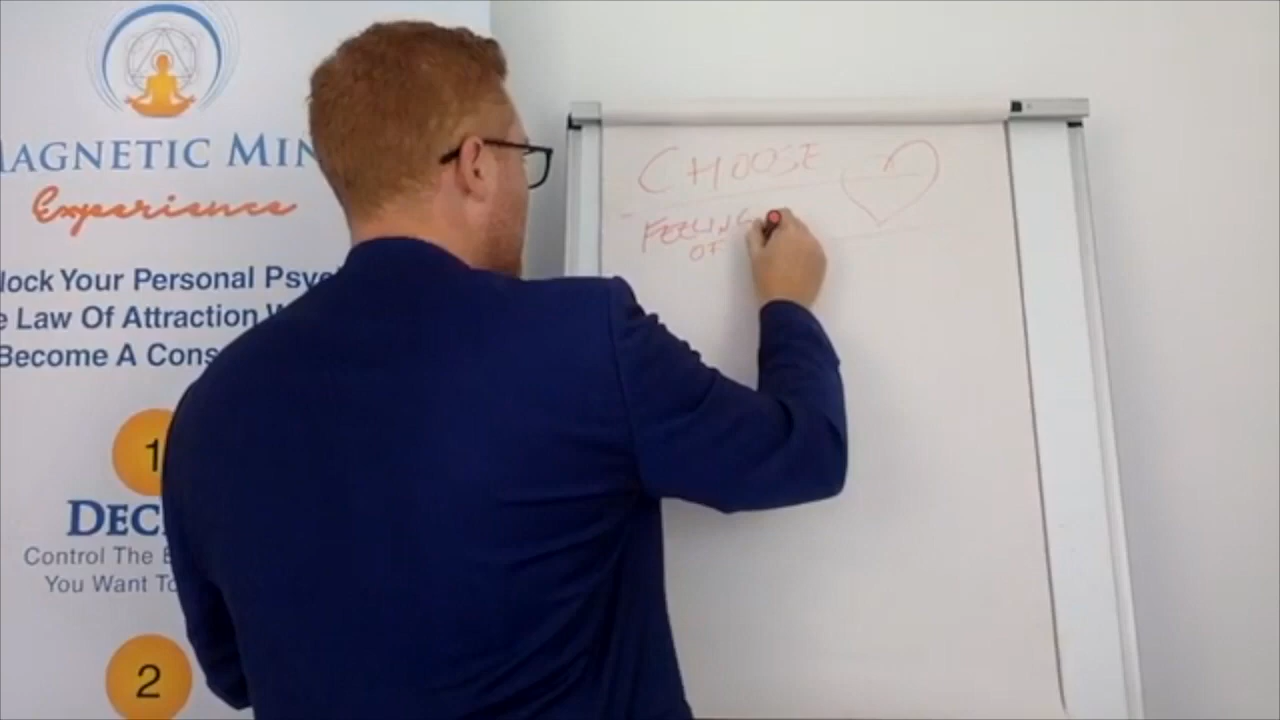 MAGNETIC MIN
Experience
lock Your Personal Psy
e Law Of Attraction
Become A Cons
1
DEC
Control The
You Want To
2
CHOOSE
FEELING
OF